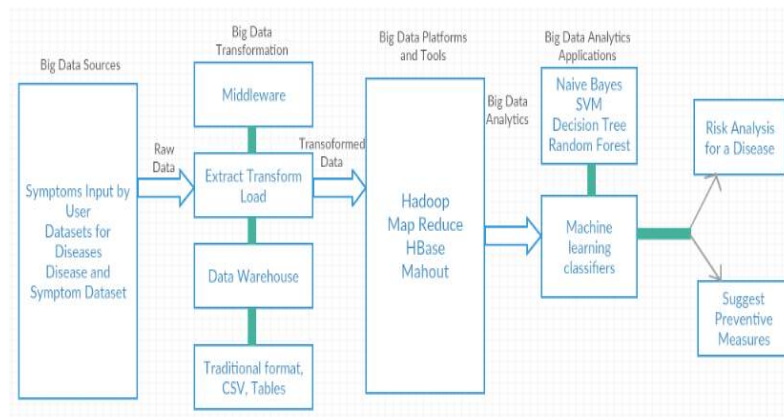 Big Data Sources
Symptoms Input by
User
Datasets for
Diseases
Disease and
Symptom Dataset
Raw
Data
Big Data
Transformation
Middleware
Extract Transform
Load
Data Warehouse
Traditional format,
CSV, Tables
Transformed
Data
Big Data Platforms
and Tools
Hadoop
Map Reduce
HBase
Mahout
Big Data
Analytics
Big Data Analytics
Applications
Naive Bayes
SVM
Decision Tree
Random Forest
Machine
learning
classifiers
Risk Analysis
for a Disease
Suggest
Preventive
Measures